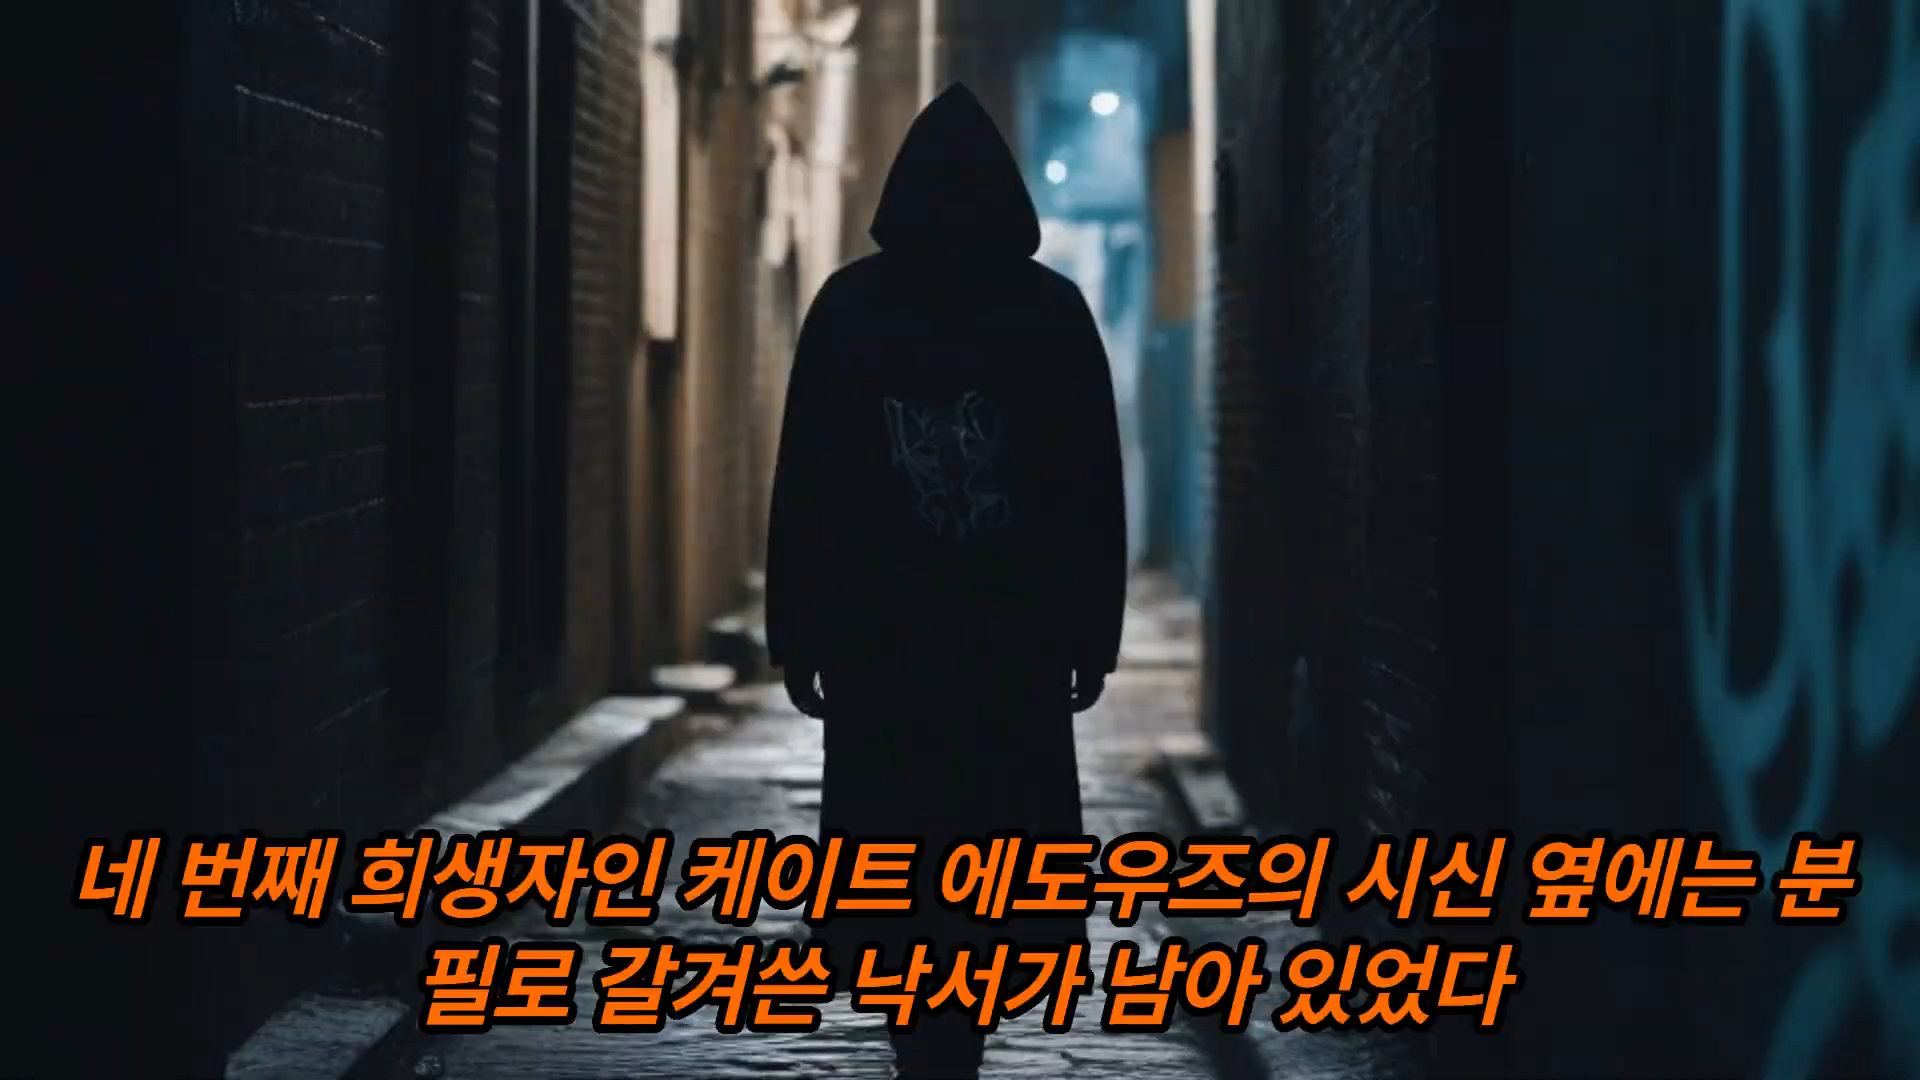 네 번째 희생자인 케이트 에도우즈의 시신 옆에는 분
필로 갈겨쓴 낙서가 남아 있었다